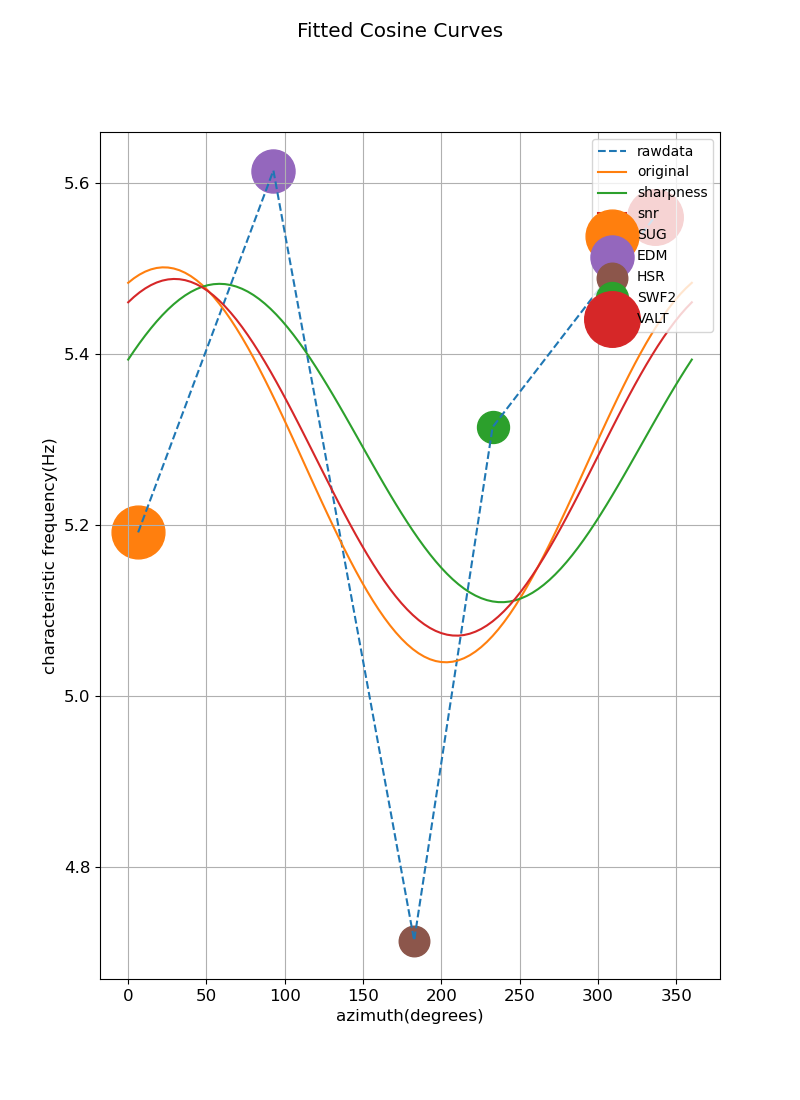 Fitted Cosine Curves
rawdata
original
sharpness
snr
SUG
EDM
HSR
SWF2
VALT
characteristic frequency(Hz)
5.6
5.4
5.2
5.0
4.8
0 50 100 150 200 250 300 350
azimuth(degrees)